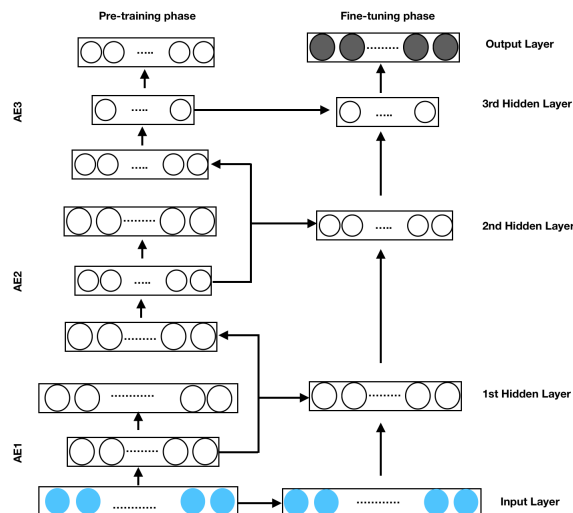 Pre-training phase
Fine-tuning phase
Output Layer
AE3
3rd Hidden Layer
2nd Hidden Layer
AE2
1st Hidden Layer
AE1
Input Layer